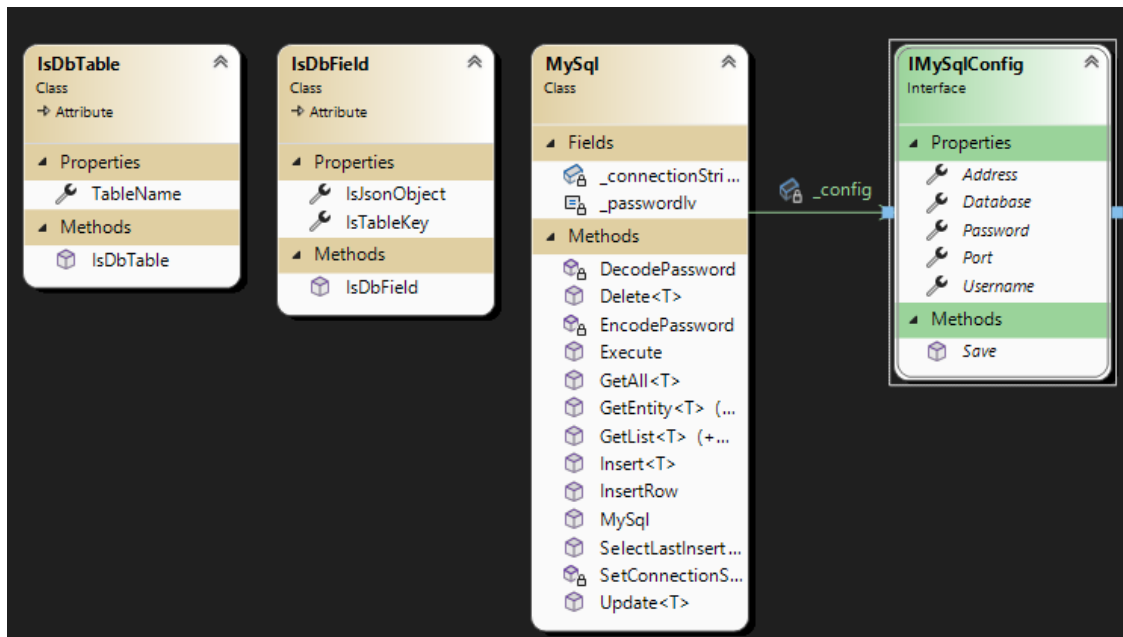 IsDbTable
Class
Attribute
Properties
TableName
Methods
IsDbTable
IsDbField
Class
Attribute
Properties
IsJsonObject
IsTableKey
Methods
IsDbField
MySql
Class
Fields
_connectionStri...
_passwordIv
Methods
DecodePassword
Delete<T>
EncodePassword
Execute
GetAll<T>
GetEntity<T> (...
GetList<T> (+...
Insert<T>
InsertRow
MySql
SelectLastInsert...
SetConnectionS...
Update<T>
_config
IMySqlConfig
Interface
Properties
Address
Database
Password
Port
Username
Methods
Save